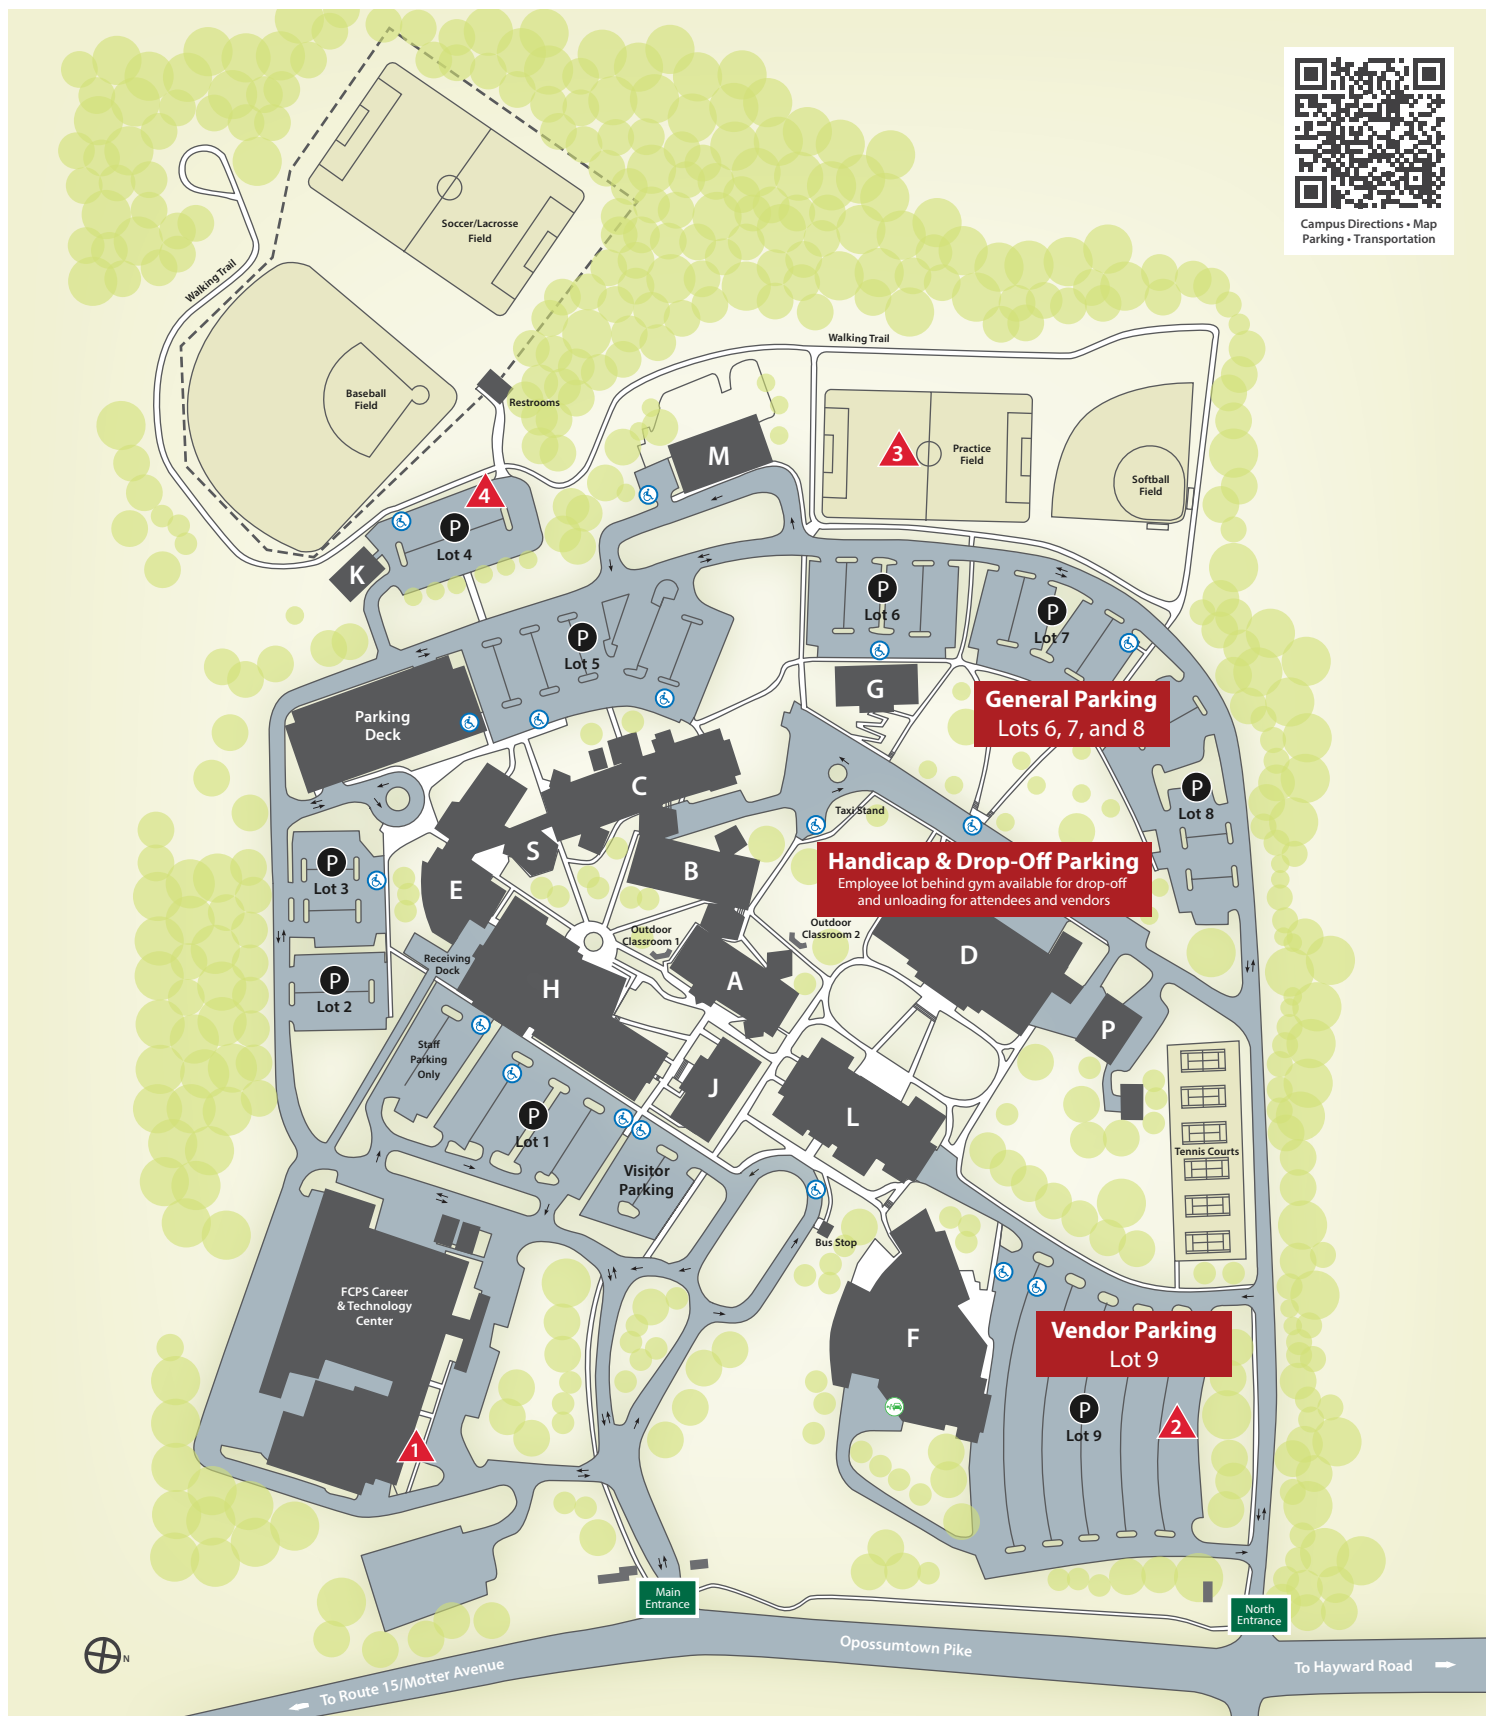 Campus Directions • Map
Parking • Transportation
Soccer/Lacrosse
Field
Walking Trail
Walking Trail
Baseball
Field
Restrooms
M
3
Practice
Field
Softball
Field
4
P
Lot 4
K
P
Lot 6
P
Lot 7
P
Lot 5
G
General Parking
Lots 6, 7, and 8
Parking
Deck
C
P
Lot 8
Taxi Stand
S
B
P
Lot 3
E
Handicap & Drop-Off Parking
Employee lot behind gym available for drop-off
and unloading for attendees and vendors
Outdoor
Classroom 1
Outdoor
Classroom 2
Receiving
Dock
D
A
H
P
Lot 2
P
Staff
Parking
Only
J
L
P
Lot 1
Tennis Courts
Visitor
Parking
Bus Stop
FCPS Career
& Technology
Center
F
Vendor Parking
Lot 9
P
Lot 9
2
1
Main
Entrance
North
Entrance
Opossumtown Pike
N
To Route 15/Motter Avenue
To Hayward Road